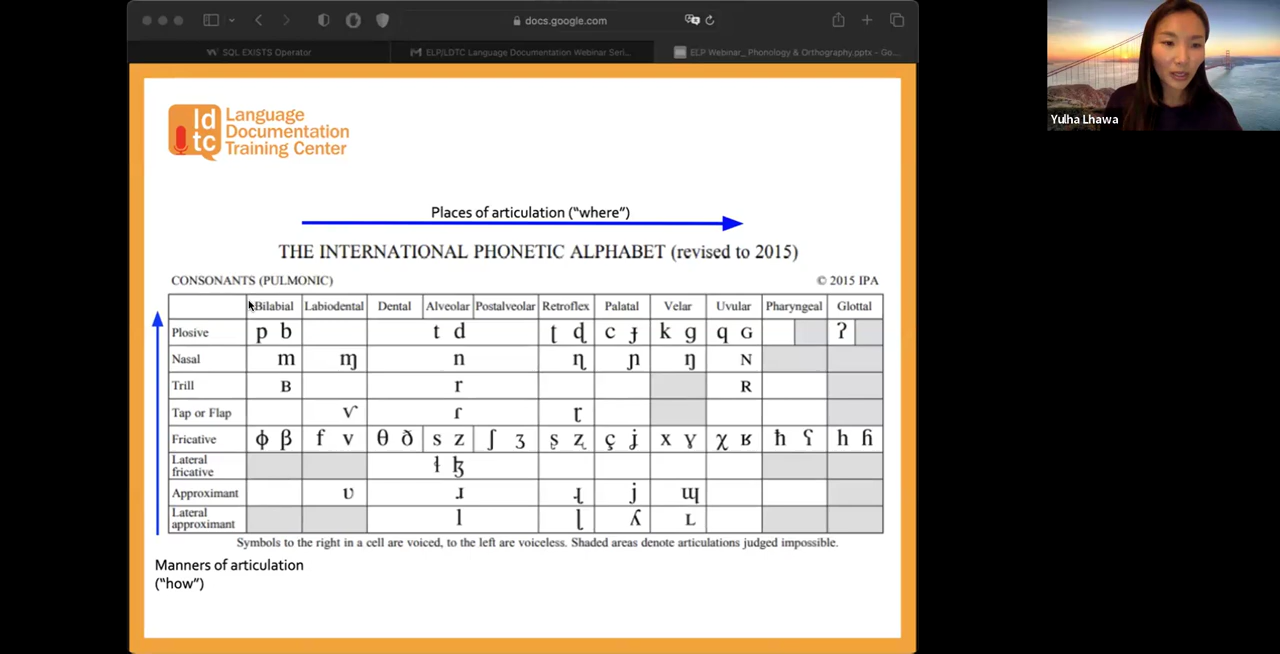 docs.google.com
SQL EXISTS Operator
ELP/LDTC Language Documentation Webinar Seri...
ELP Webinar_ Phonology & Orthography.pptx - Go...
Yulha Lhawa
ld
tc
Language
Documentation
Training Center
Places of articulation (“where”)
THE INTERNATIONAL PHONETIC ALPHABET (revised to 2015)
CONSONANTS (PULMONIC) © 2015 IPA
Bilabial Labiodental Dental Alveolar Postalveolar Retroflex Palatal Velar Uvular Pharyngeal Glottal
Plosive p b t d ʈ ɖ c ɟ k ɡ q ɢ ʔ
Nasal m ɱ n ɳ ɲ ŋ ɴ
Trill ʙ r ʀ
Tap or Flap ⱱ ɾ ɽ
Fricative ɸ β f v θ ð s z ʃ ʒ ʂ ʐ ç ʝ x ɣ χ ʁ ħ ʕ h ɦ
Lateral
fricative ɬ ɮ
Approximant ʋ ɹ ɻ j ɰ
Lateral
approximant l ɭ ʎ ʟ
Symbols to the right in a cell are voiced, to the left are voiceless. Shaded areas denote articulations judged impossible.
Manners of articulation
(“how”)